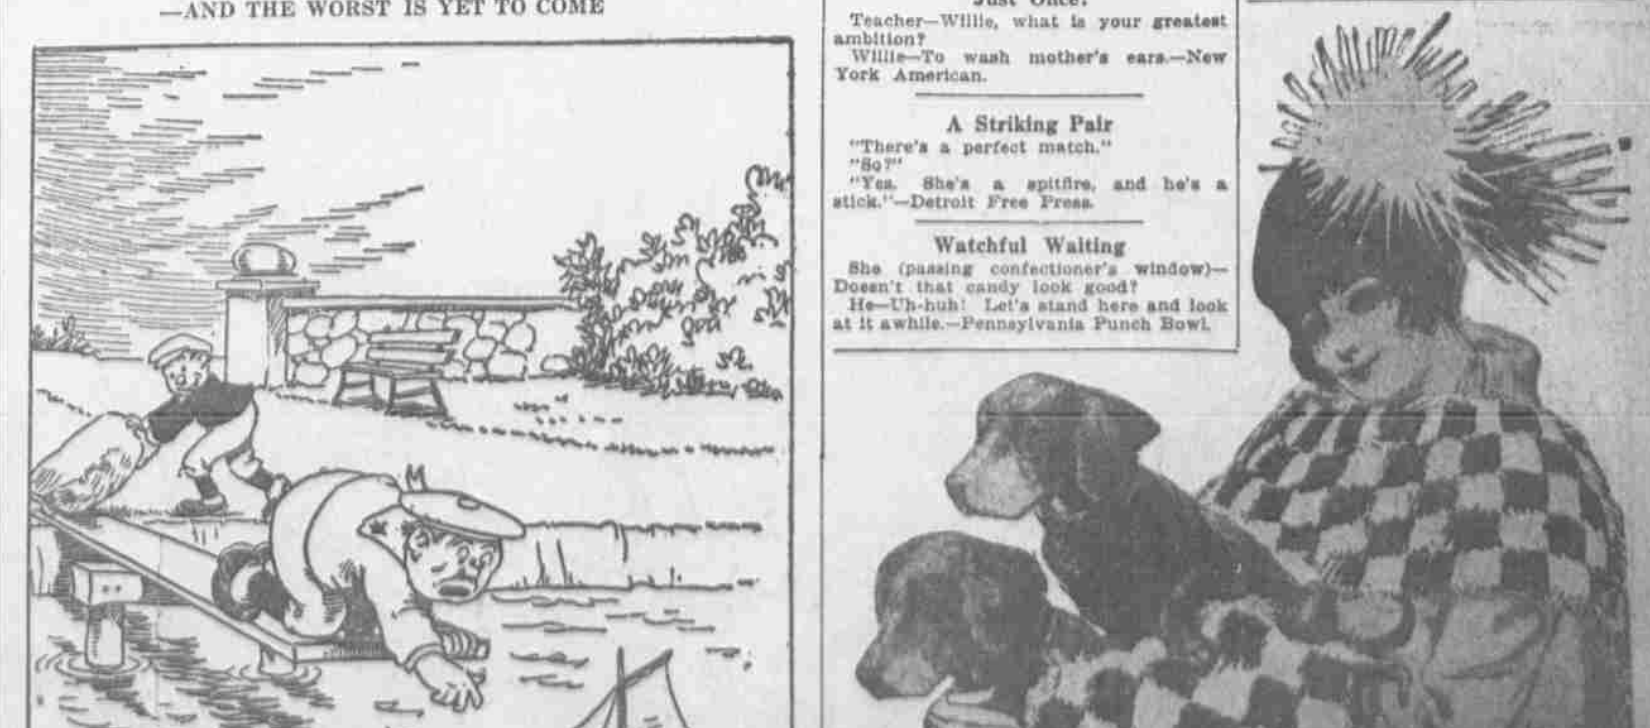 —AND THE WORST IS YET TO COME
Just Once!
Teacher—Willie, what is your greatest
ambition?
Willie—To wash mother's ears.—New
York American.
A Striking Pair
"There's a perfect match."
"So?"
"Yes. She's a spitfire, and he's a
stick."—Detroit Free Press.
Watchful Waiting
She (passing confectioner's window)—
Doesn't that candy look good?
He—Uh-huh! Let's stand here and look
at it awhile.—Pennsylvania Punch Bowl.